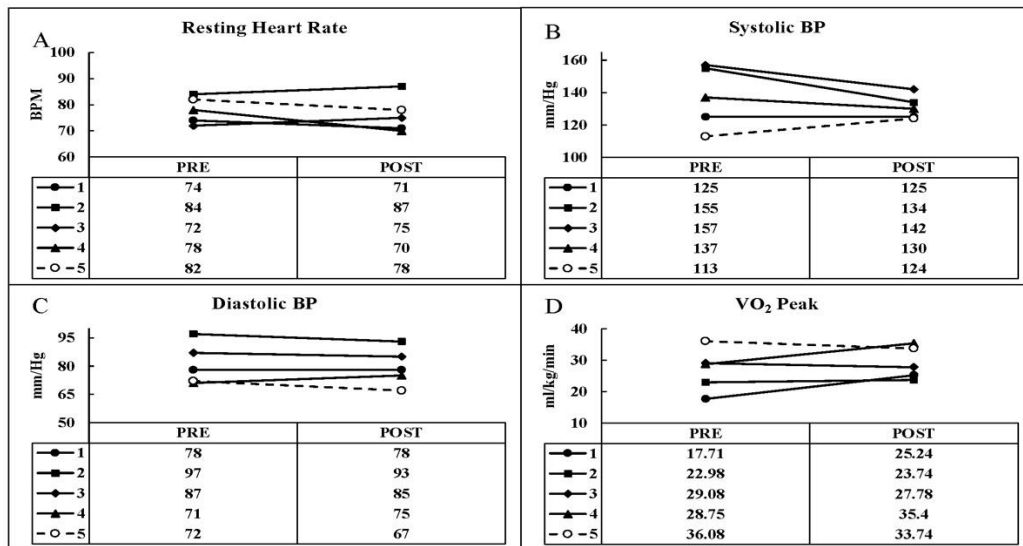 A
Resting Heart Rate
100
90
80
70
60
BPM
PRE POST
1 74 71
2 84 87
3 72 75
4 78 70
5 82 78
B
Systolic BP
160
140
120
100
mm/Hg
PRE POST
1 125 125
2 155 134
3 157 142
4 137 130
5 113 124
C
Diastolic BP
95
80
65
50
mm/Hg
PRE POST
1 78 78
2 97 93
3 87 85
4 71 75
5 72 67
D
VO₂ Peak
40
30
20
10
ml/kg/min
PRE POST
1 17.71 25.24
2 22.98 23.74
3 29.08 27.78
4 28.75 35.4
5 36.08 33.74